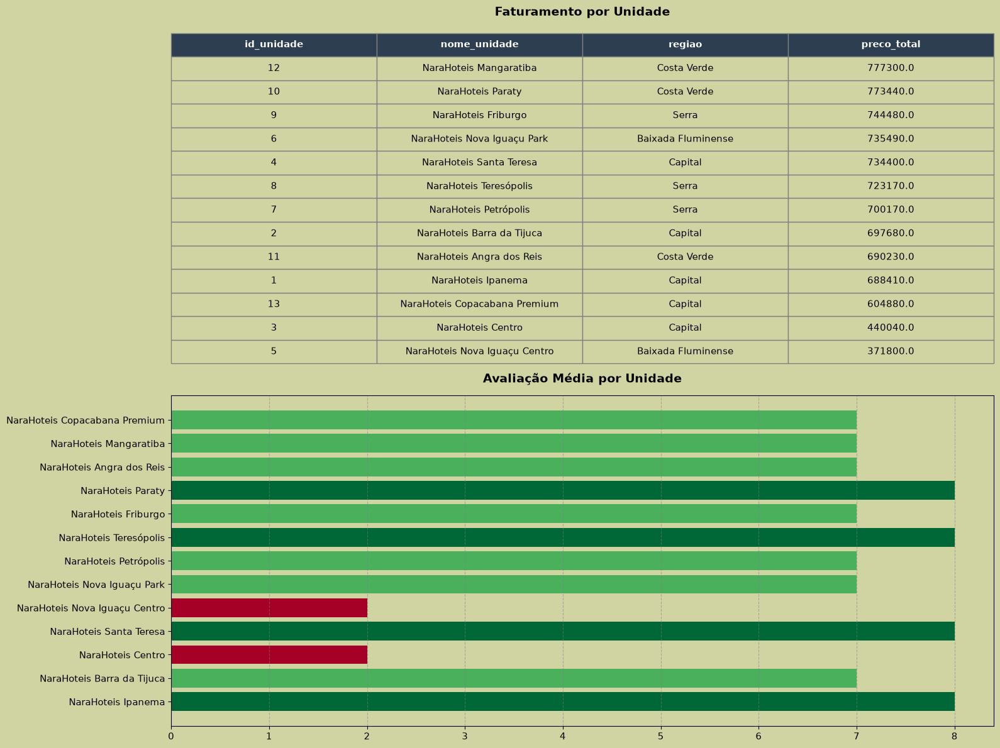 Faturamento por Unidade
id_unidade nome_unidade regiao preco_total
12 NaraHoteis Mangaratiba Costa Verde 777300.0
10 NaraHoteis Paraty Costa Verde 773440.0
9 NaraHoteis Friburgo Serra 744480.0
6 NaraHoteis Nova Iguaçu Park Baixada Fluminense 735490.0
4 NaraHoteis Santa Teresa Capital 734400.0
8 NaraHoteis Teresópolis Serra 723170.0
7 NaraHoteis Petrópolis Serra 700170.0
2 NaraHoteis Barra da Tijuca Capital 697680.0
11 NaraHoteis Angra dos Reis Costa Verde 690230.0
1 NaraHoteis Ipanema Capital 688410.0
13 NaraHoteis Copacabana Premium Capital 604880.0
3 NaraHoteis Centro Capital 440040.0
5 NaraHoteis Nova Iguaçu Centro Baixada Fluminense 371800.0
Avaliação Média por Unidade
NaraHoteis Copacabana Premium
NaraHoteis Mangaratiba
NaraHoteis Angra dos Reis
NaraHoteis Paraty
NaraHoteis Friburgo
NaraHoteis Teresópolis
NaraHoteis Petrópolis
NaraHoteis Nova Iguaçu Park
NaraHoteis Nova Iguaçu Centro
NaraHoteis Santa Teresa
NaraHoteis Centro
NaraHoteis Barra da Tijuca
NaraHoteis Ipanema
0 1 2 3 4 5 6 7 8